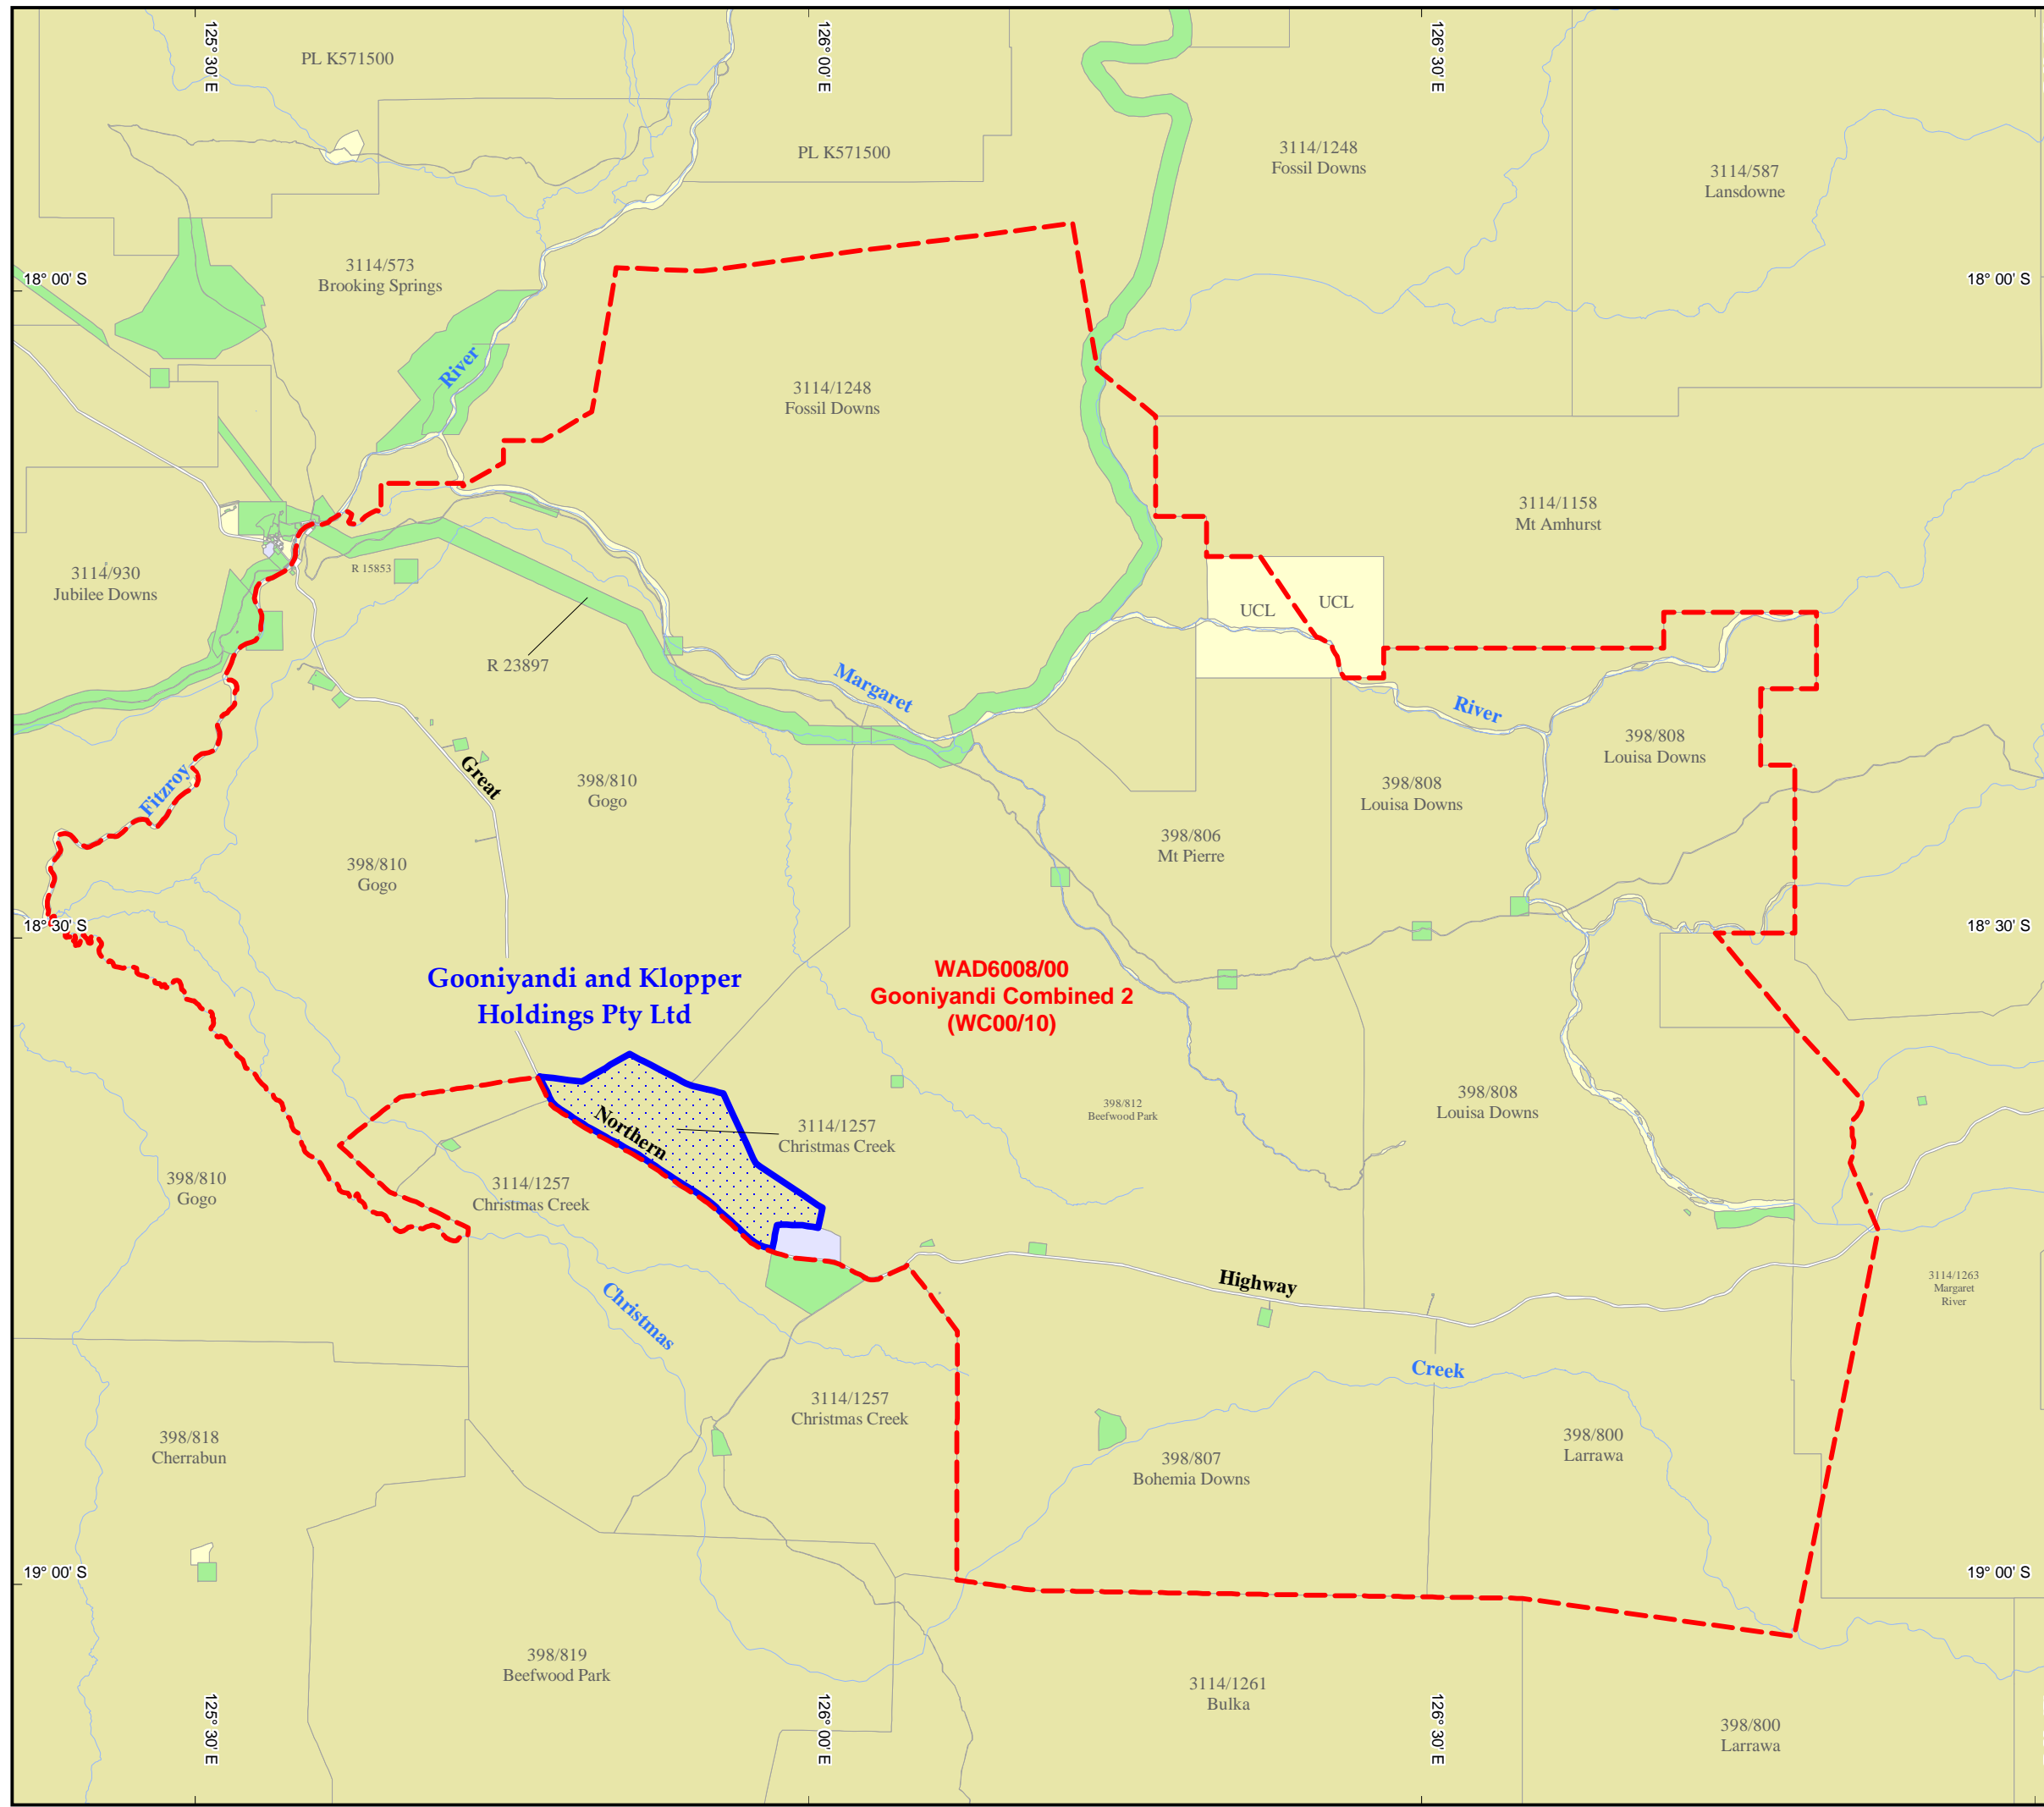 125° 30' E
126° 00' E
126° 30' E
PL K571500
PL K571500
3114/1248
Fossil Downs
3114/587
Lansdowne
18° 00' S
3114/573
Brooking Springs
18° 00' S
River
3114/1248
Fossil Downs
3114/1158
Mt Amhurst
3114/930
Jubilee Downs
R 15853
UCL
UCL
R 23897
Margaret
River
398/808
Louisa Downs
Fitzroy
Great
398/810
Gogo
398/808
Louisa Downs
398/806
Mt Pierre
398/810
Gogo
18° 30' S
18° 30' S
Gooniyandi and Klopper
Holdings Pty Ltd
WAD6008/00
Gooniyandi Combined 2
(WC00/10)
398/812
Beefwood Park
398/808
Louisa Downs
Northern
3114/1257
Christmas Creek
398/810
Gogo
3114/1257
Christmas Creek
Highway
3114/1263
Margaret
River
Christmas
Creek
3114/1257
Christmas Creek
398/818
Cherrabun
398/807
Bohemia Downs
398/800
Larrawa
19° 00' S
19° 00' S
398/819
Beefwood Park
3114/1261
Bulka
398/800
Larrawa
125° 30' E
126° 00' E
126° 30' E